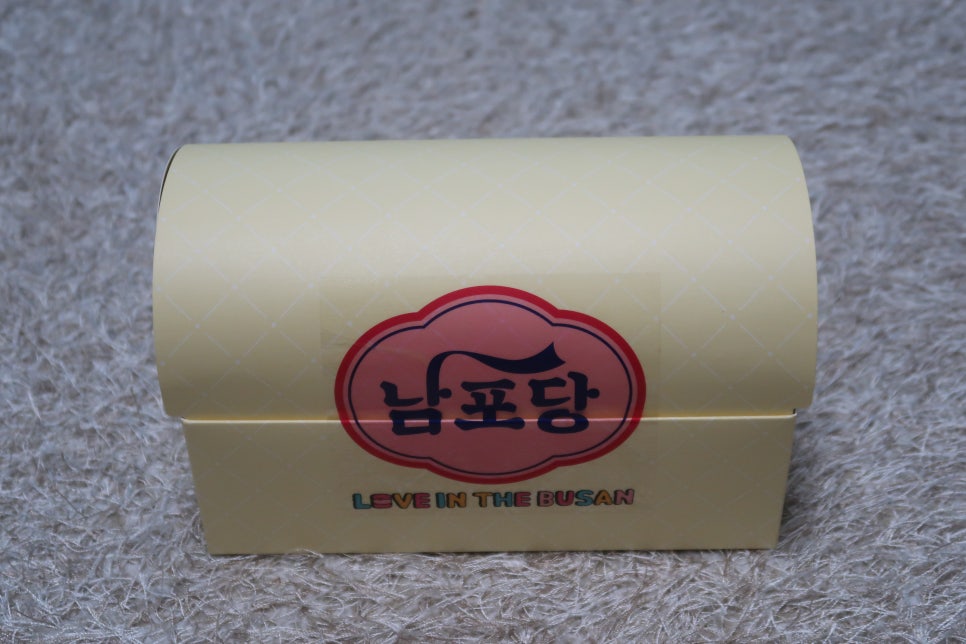 남포당
LOVE IN THE BUSAN